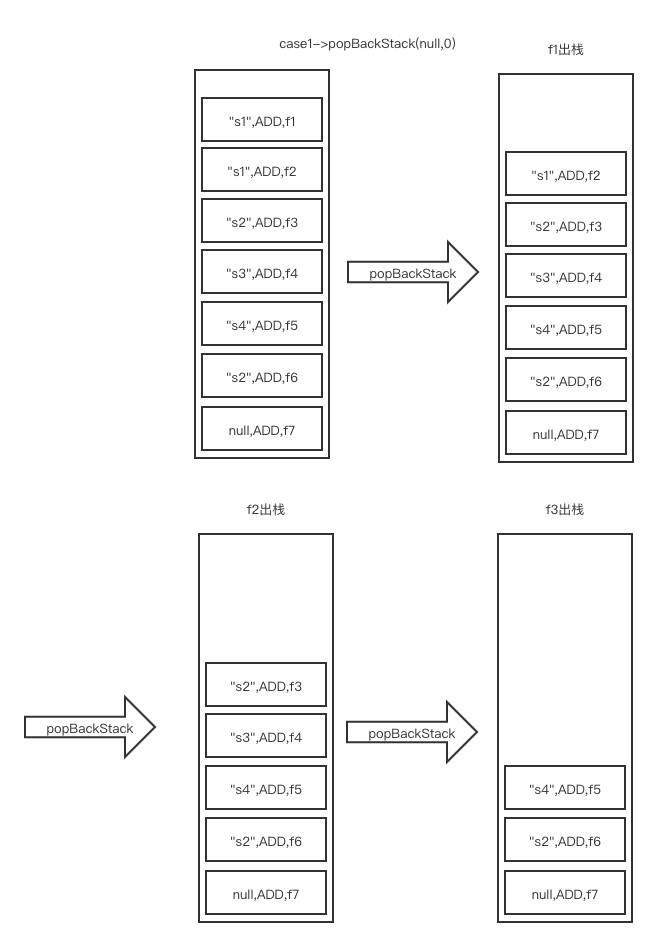 case1->popBackStack(null,0)
f1出栈
"s1",ADD,f1
"s1",ADD,f2
"s2",ADD,f3
"s3",ADD,f4
"s4",ADD,f5
"s2",ADD,f6
null,ADD,f7
popBackStack
"s1",ADD,f2
"s2",ADD,f3
"s3",ADD,f4
"s4",ADD,f5
"s2",ADD,f6
null,ADD,f7
f2出栈
f3出栈
popBackStack
"s2",ADD,f3
"s3",ADD,f4
"s4",ADD,f5
"s2",ADD,f6
null,ADD,f7
popBackStack
"s4",ADD,f5
"s2",ADD,f6
null,ADD,f7